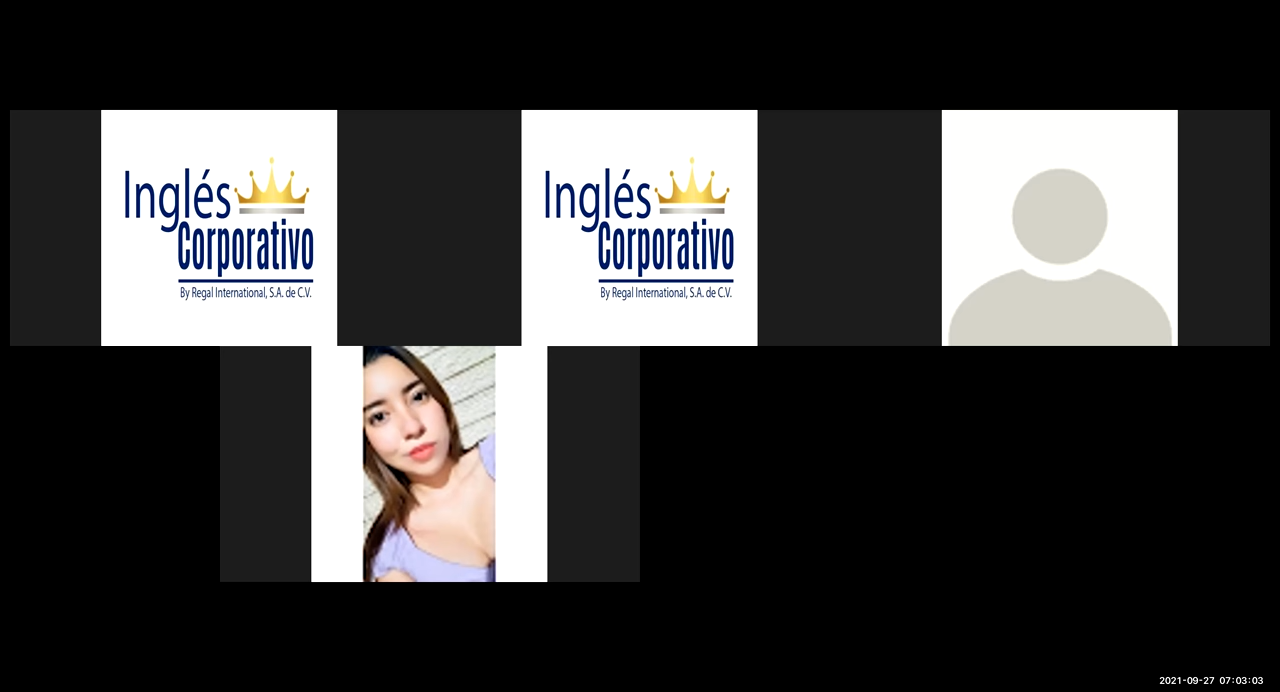 Inglés
Corporativo
By Regal International, S.A. de C.V.
Inglés
Corporativo
By Regal International, S.A. de C.V.
2021-09-27 07:03:03